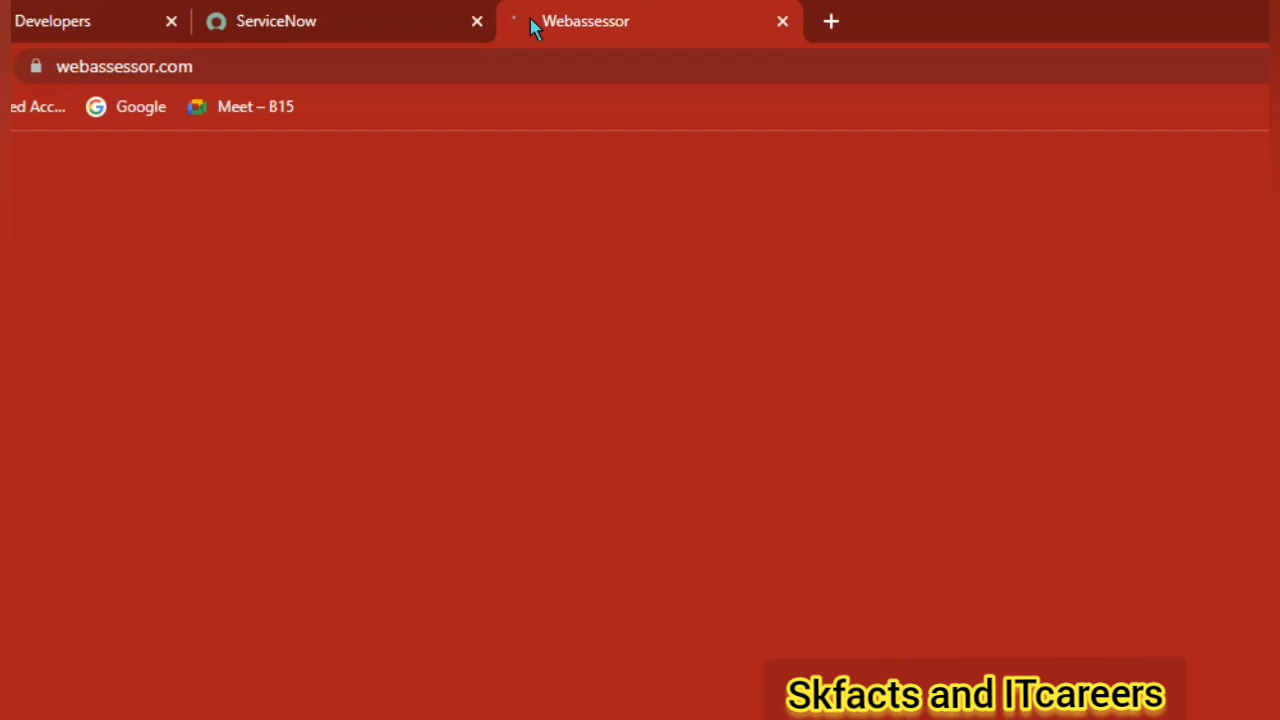 Developers
ServiceNow
Webassessor
webassessor.com
ed Acc...
Google
Meet – B15
Skfacts and ITcareers